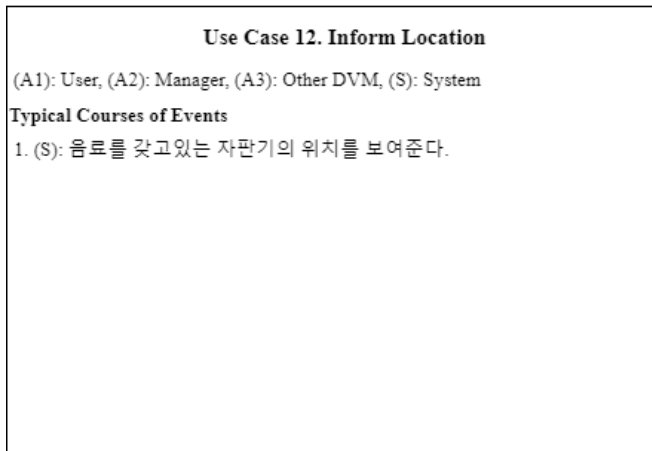 Use Case 12. Inform Location
(A1): User, (A2): Manager, (A3): Other DVM, (S): System
Typical Courses of Events
1. (S): 음료를 갖고있는 자판기의 위치를 보여준다.